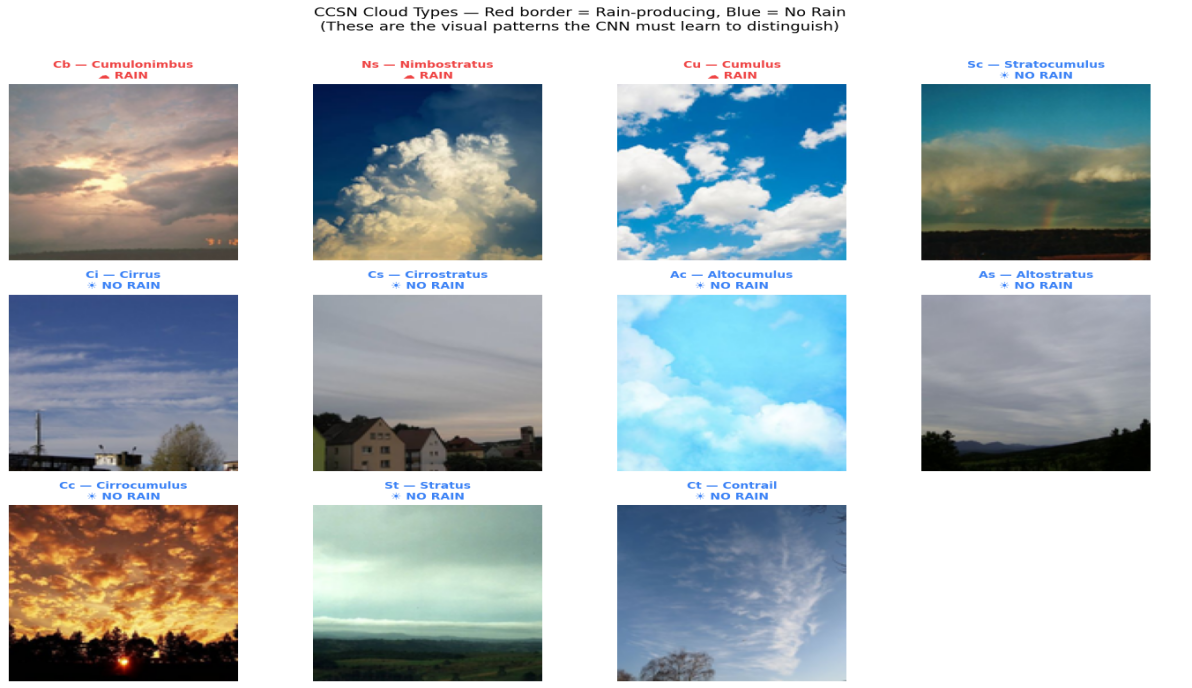 CCSN Cloud Types — Red border = Rain-producing, Blue = No Rain
(These are the visual patterns the CNN must learn to distinguish)
Cb — Cumulonimbus
☁ RAIN
Ns — Nimbostratus
☁ RAIN
Cu — Cumulus
☁ RAIN
Sc — Stratocumulus
☀ NO RAIN
Ci — Cirrus
☀ NO RAIN
Cs — Cirrostratus
☀ NO RAIN
Ac — Altocumulus
☀ NO RAIN
As — Altostratus
☀ NO RAIN
Cc — Cirrocumulus
☀ NO RAIN
St — Stratus
☀ NO RAIN
Ct — Contrail
☀ NO RAIN